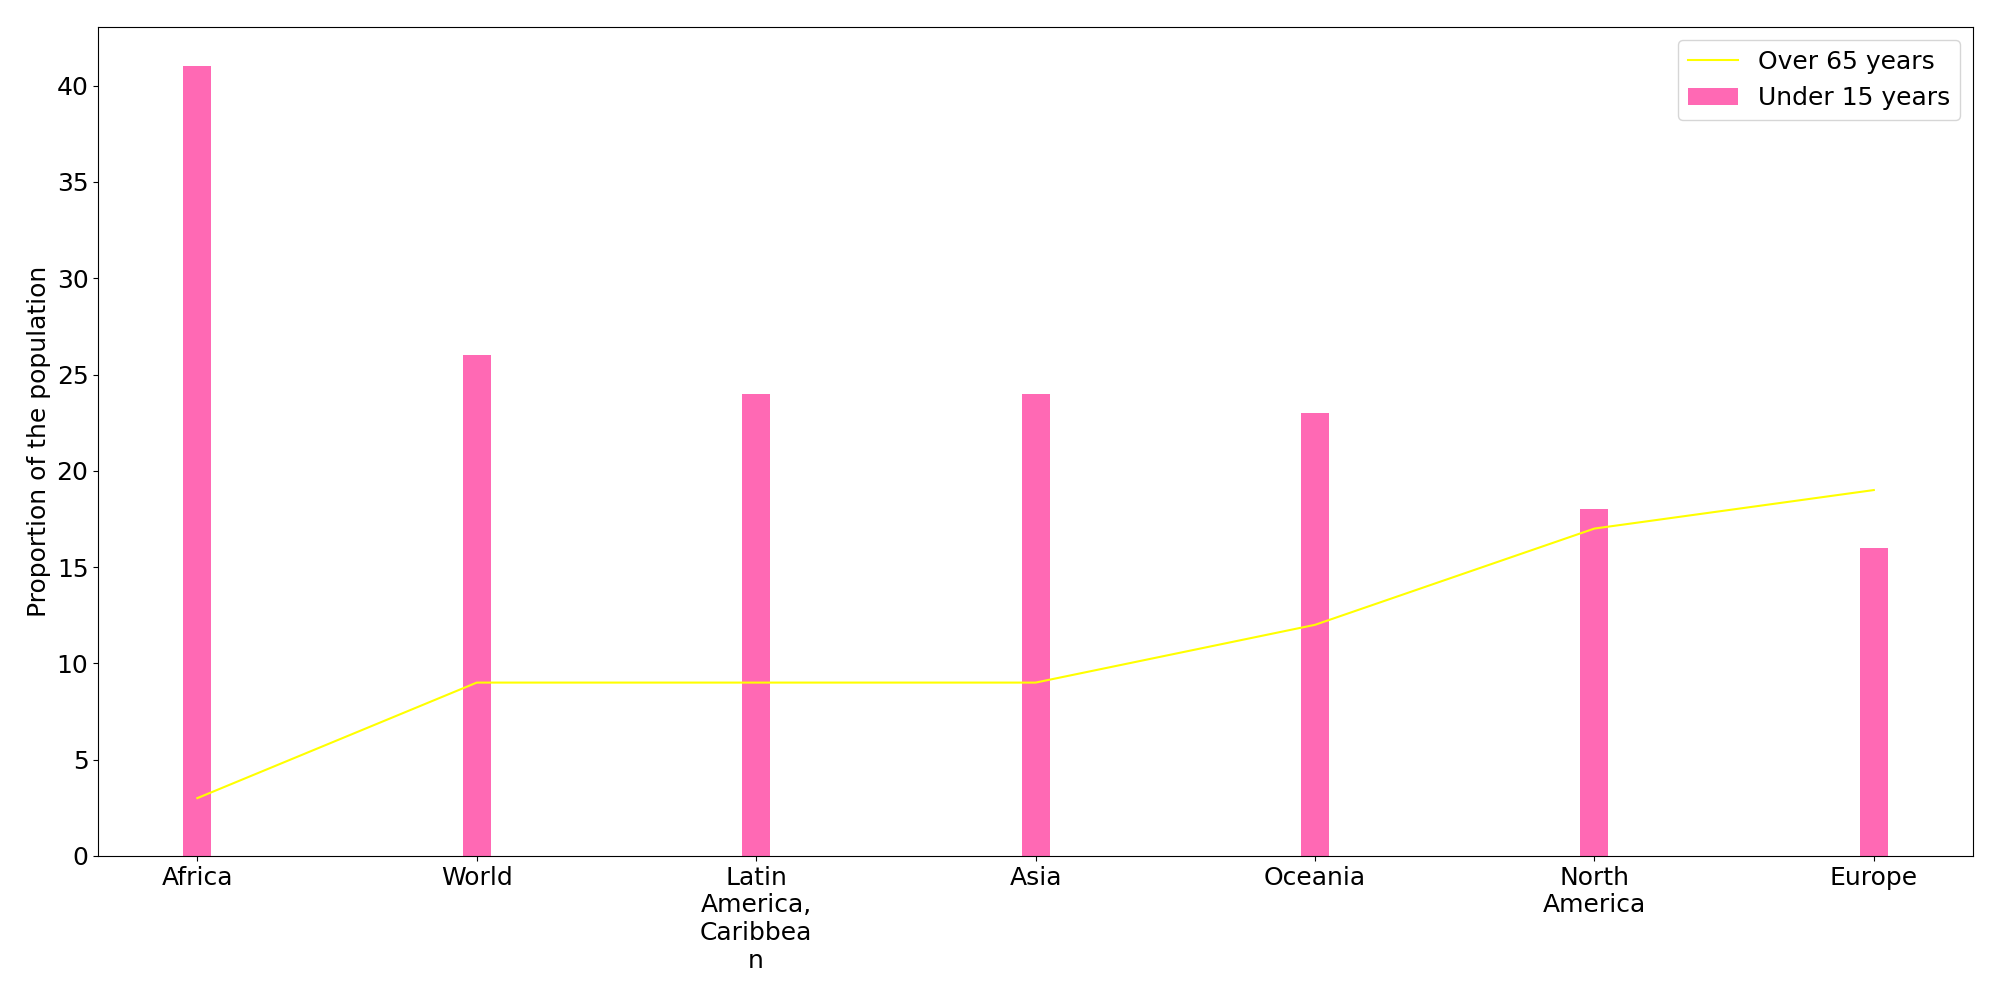 Over 65 years
Under 15 years
Proportion of the population
40
35
30
25
20
15
10
5
0
Africa
World
Latin
America,
Caribbea
n
Asia
Oceania
North
America
Europe